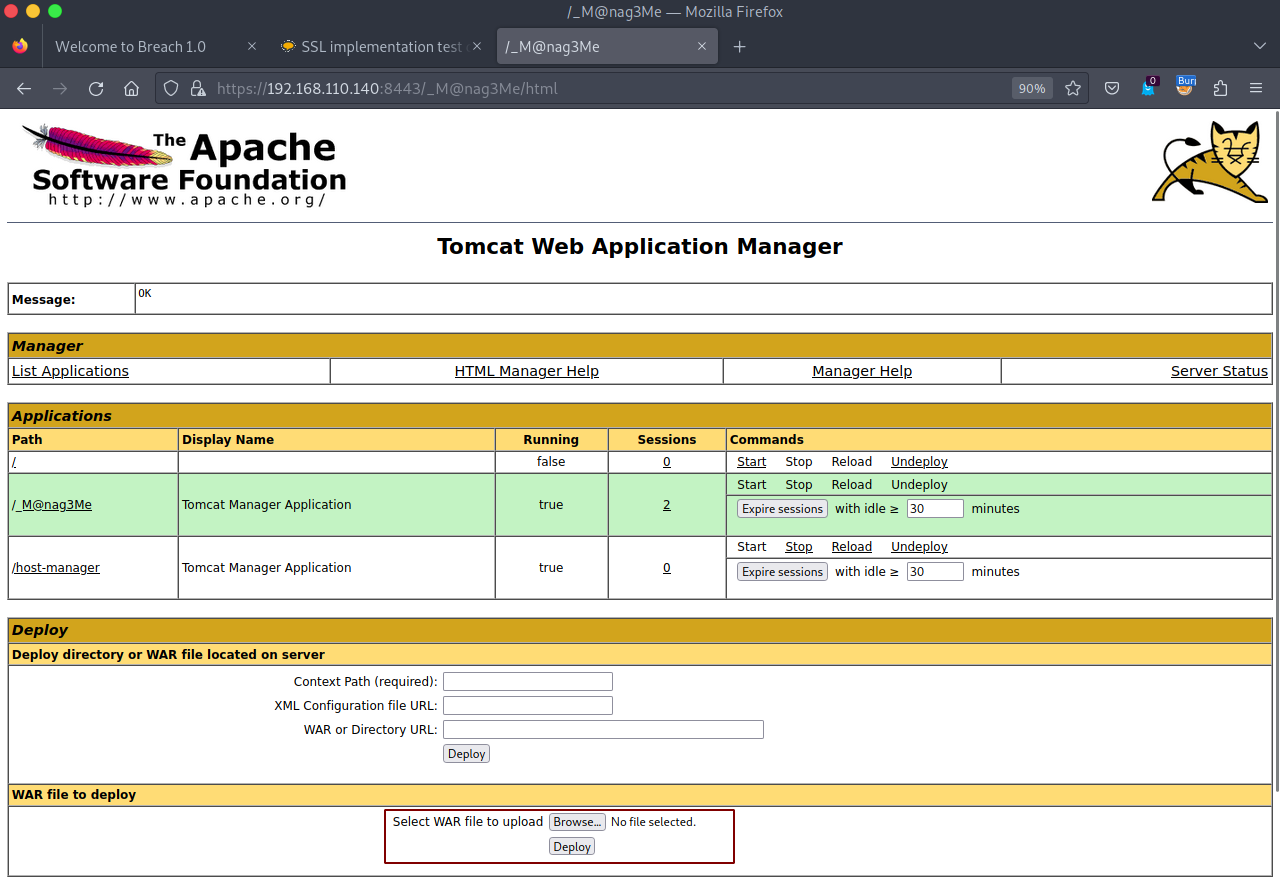 /_M@nag3Me — Mozilla Firefox
Welcome to Breach 1.0
SSL implementation test
/_M@nag3Me
https://192.168.110.140:8443/_M@nag3Me/html
90%
0
The Apache
Software Foundation
http://www.apache.org/
Tomcat Web Application Manager
Message: OK
Manager
List Applications HTML Manager Help Manager Help Server Status
Applications
Path Display Name Running Sessions Commands
/ false 0 Start Stop Reload Undeploy
Start Stop Reload Undeploy
/_M@nag3Me Tomcat Manager Application true 2
Expire sessions with idle ≥ 30 minutes
Start Stop Reload Undeploy
/host-manager Tomcat Manager Application true 0
Expire sessions with idle ≥ 30 minutes
Deploy
Deploy directory or WAR file located on server
Context Path (required):
XML Configuration file URL:
WAR or Directory URL:
Deploy
WAR file to deploy
Select WAR file to upload Browse... No file selected.
Deploy